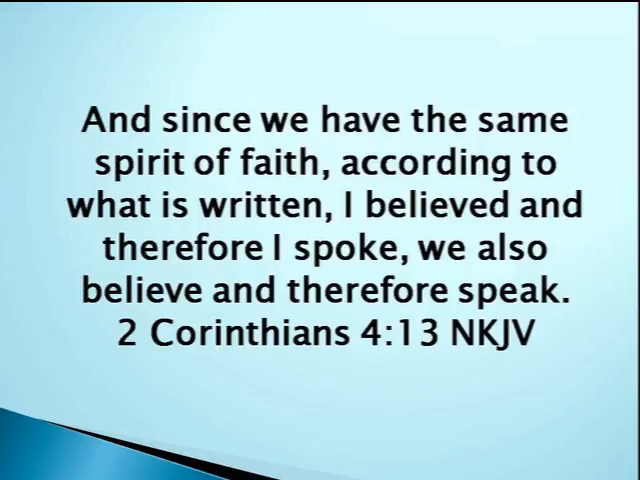 And since we have the same
spirit of faith, according to
what is written, I believed and
therefore I spoke, we also
believe and therefore speak.
2 Corinthians 4:13 NKJV